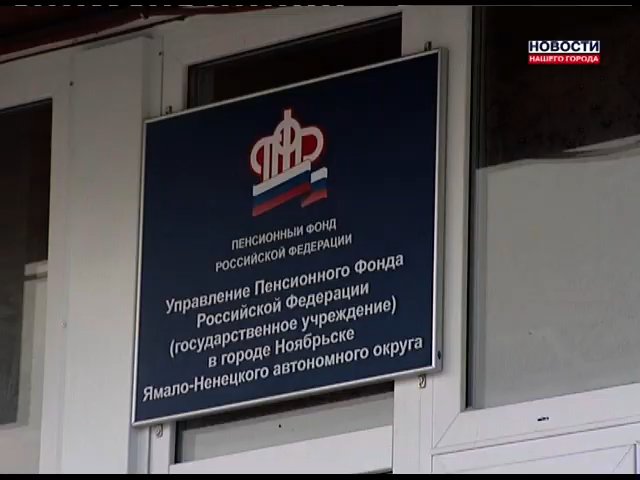 НОВОСТИ
НАШЕГО ГОРОДА
ПЕНСИОННЫЙ ФОНД
РОССИЙСКОЙ ФЕДЕРАЦИИ
Управление Пенсионного Фонда
Российской Федерации
(государственное учреждение)
в городе Ноябрьске
Ямало-Ненецкого автономного округа